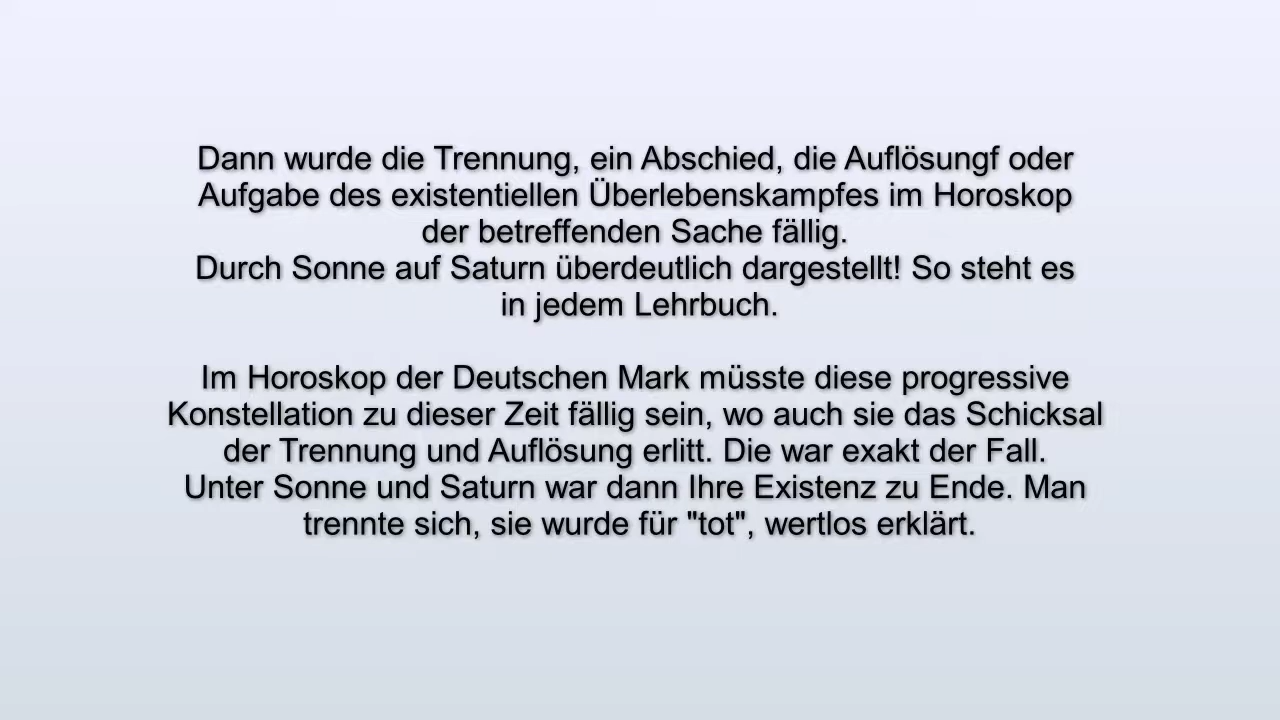 Dann wurde die Trennung, ein Abschied, die Auflösungf oder
Aufgabe des existentiellen Überlebenskampfes im Horoskop
der betreffenden Sache fällig.
Durch Sonne auf Saturn überdeutlich dargestellt! So steht es
in jedem Lehrbuch.
Im Horoskop der Deutschen Mark müsste diese progressive
Konstellation zu dieser Zeit fällig sein, wo auch sie das Schicksal
der Trennung und Auflösung erlitt. Die war exakt der Fall.
Unter Sonne und Saturn war dann Ihre Existenz zu Ende. Man
trennte sich, sie wurde für "tot", wertlos erklärt.